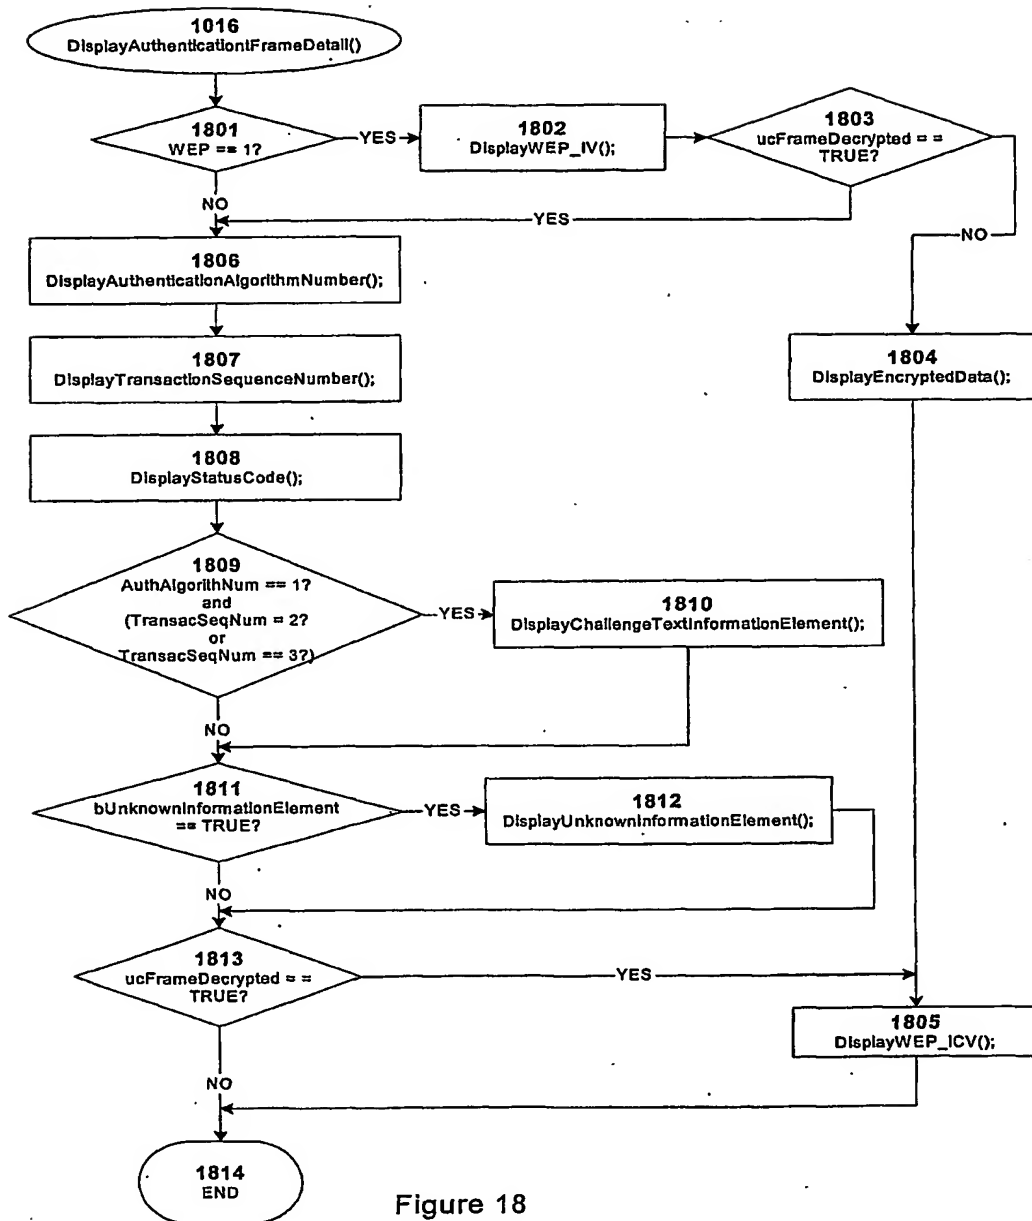 1016
DisplayAuthenticationtFrameDetail()
1801
WEP == 1?
YES
1802
DisplayWEP_IV();
1803
ucFrameDecrypted = =
TRUE?
NO
YES
NO
1806
DisplayAuthenticationAlgorithmNumber();
1807
DisplayTransactionSequenceNumber();
1804
DisplayEncryptedData();
1808
DisplayStatusCode();
1809
AuthAlgorithNum == 1?
and
(TransacSeqNum = 2?
or
TransacSeqNum == 3?)
YES
1810
DisplayChallengeTextInformationElement();
NO
1811
bUnknownInformationElement
== TRUE?
YES
1812
DisplayUnknownInformationElement();
NO
1813
ucFrameDecrypted = =
TRUE?
YES
1805
DisplayWEP_ICV();
NO
1814
END
Figure 18